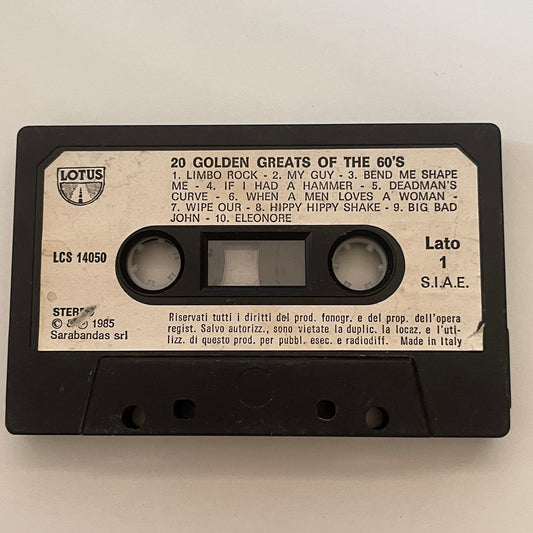 LOTUS
20 GOLDEN GREATS OF THE 60'S
1. LIMBO ROCK - 2. MY GUY - 3. BEND ME SHAPE
ME - 4. IF I HAD A HAMMER - 5. DEADMAN'S
CURVE - 6. WHEN A MEN LOVES A WOMAN -
7. WIPE OUR - 8. HIPPY HIPPY SHAKE - 9. BIG BAD
JOHN - 10. ELEONORE
LCS 14050
Lato
1
S.I.A.E.
STEREO
© ℗ 1985
Sarabandas srl
Riservati tutti i diritti del prod. fonogr. e del prop. dell'opera
regist. Salvo autorizz., sono vietate la duplic. la locaz. e l'uti-
lizz. di questo prod. per pubbl. esec. e radiodiff. Made in Italy